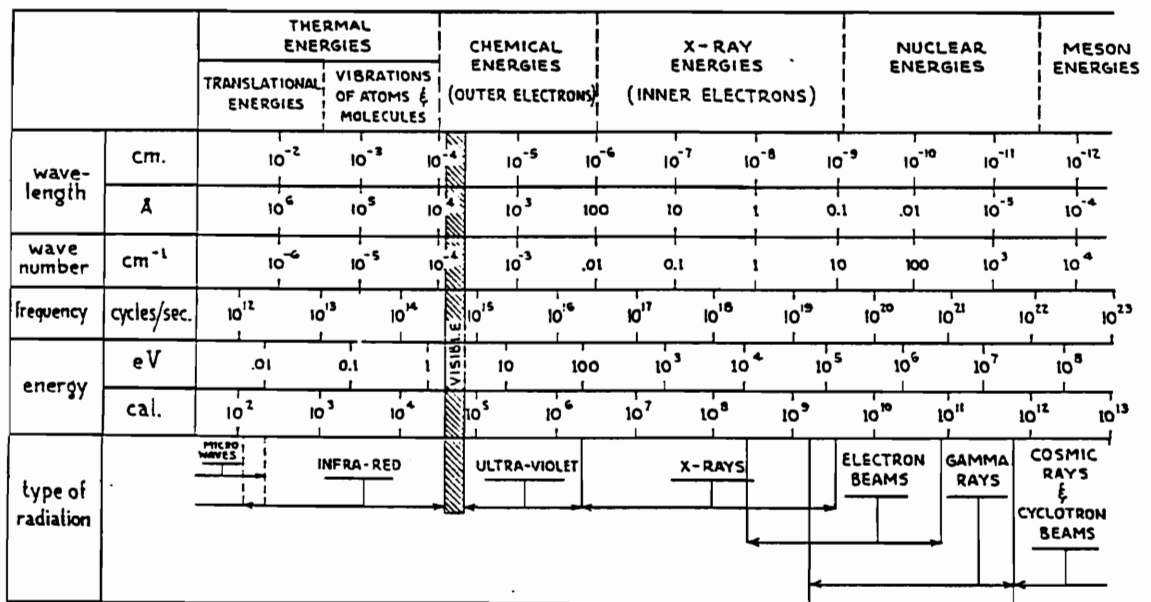 THERMAL ENERGIES
CHEMICAL ENERGIES (OUTER ELECTRONS)
X-RAY ENERGIES (INNER ELECTRONS)
NUCLEAR ENERGIES
MESON ENERGIES
TRANSLATIONAL ENERGIES
VIBRATIONS OF ATOMS & MOLECULES
wave-length
cm. 10⁻² 10⁻³ 10⁻⁴ 10⁻⁵ 10⁻⁶ 10⁻⁷ 10⁻⁸ 10⁻⁹ 10⁻¹⁰ 10⁻¹¹ 10⁻¹²
Å 10⁶ 10⁵ 10⁴ 10³ 100 10 1 0.1 .01 10⁻⁵ 10⁻⁴
wave number
cm⁻¹ 10⁻⁶ 10⁻⁵ 10⁻⁴ 10⁻³ .01 0.1 1 10 100 10³ 10⁴
frequency
cycles/sec. 10¹² 10¹³ 10¹⁴ 10¹⁵ 10¹⁶ 10¹⁷ 10¹⁸ 10¹⁹ 10²⁰ 10²¹ 10²² 10²³
energy
eV .01 0.1 1 10 100 10³ 10⁴ 10⁵ 10⁶ 10⁷ 10⁸
cal. 10² 10³ 10⁴ 10⁵ 10⁶ 10⁷ 10⁸ 10⁹ 10¹⁰ 10¹¹ 10¹² 10¹³
VISIBLE
type of radiation
MICRO WAVES
INFRA-RED
ULTRA-VIOLET
X-RAYS
ELECTRON BEAMS
GAMMA RAYS
COSMIC RAYS & CYCLOTRON BEAMS